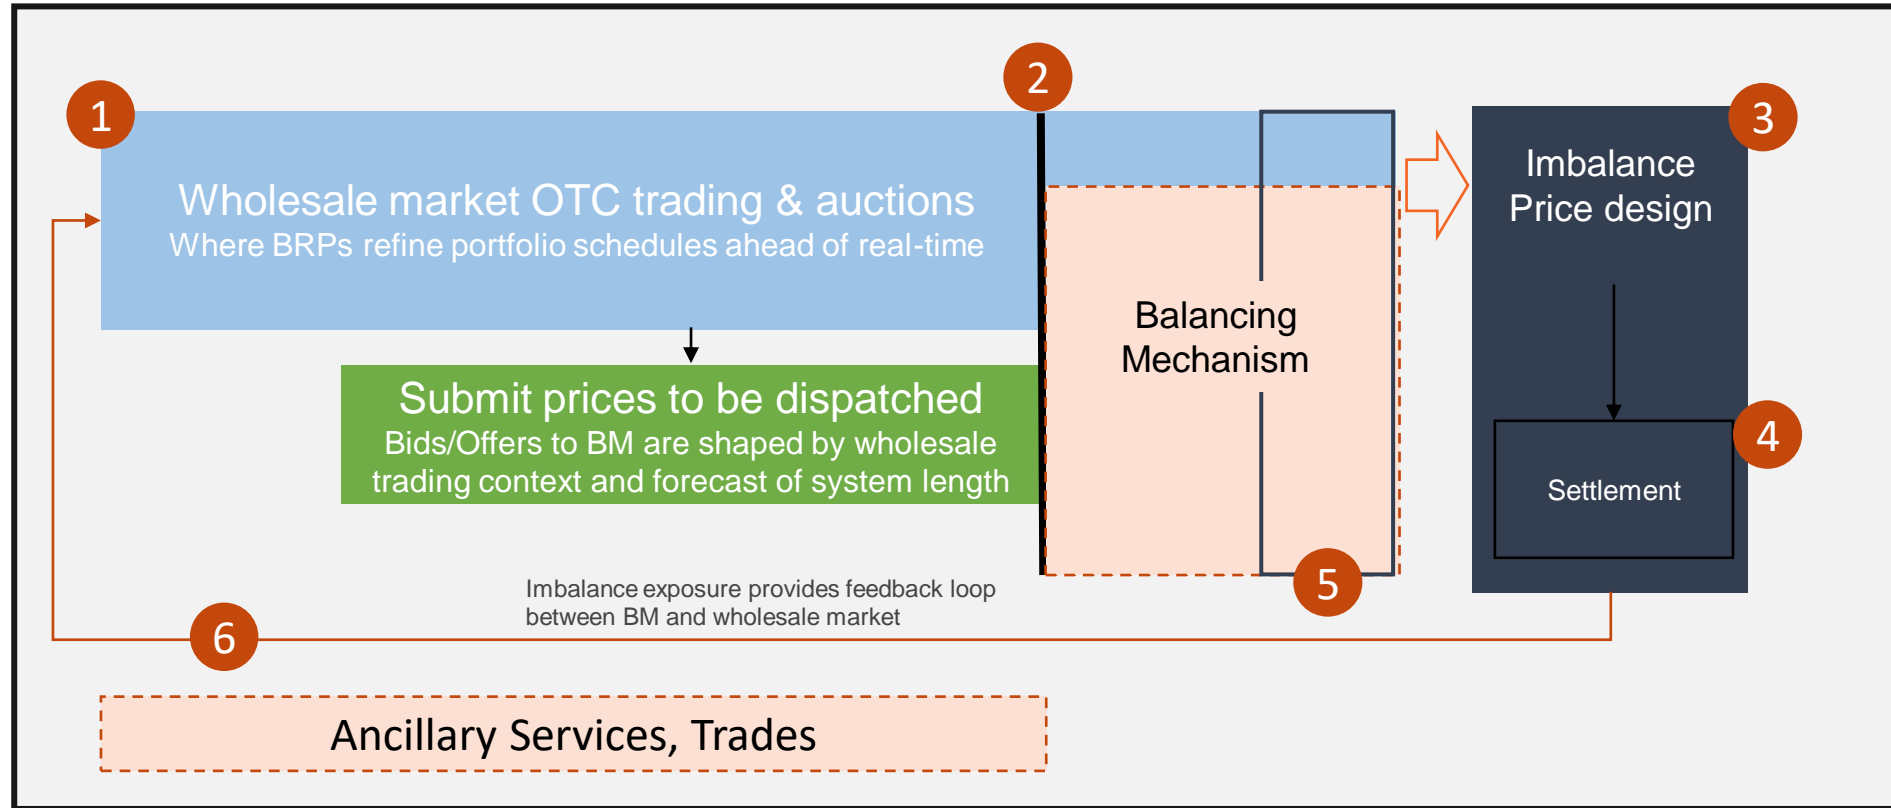 1
2
3
Wholesale market OTC trading & auctions
Where BRPs refine portfolio schedules ahead of real-time
Imbalance
Price design
Balancing
Mechanism
Submit prices to be dispatched
Bids/Offers to BM are shaped by wholesale
trading context and forecast of system length
4
Settlement
5
Imbalance exposure provides feedback loop
between BM and wholesale market
6
Ancillary Services, Trades